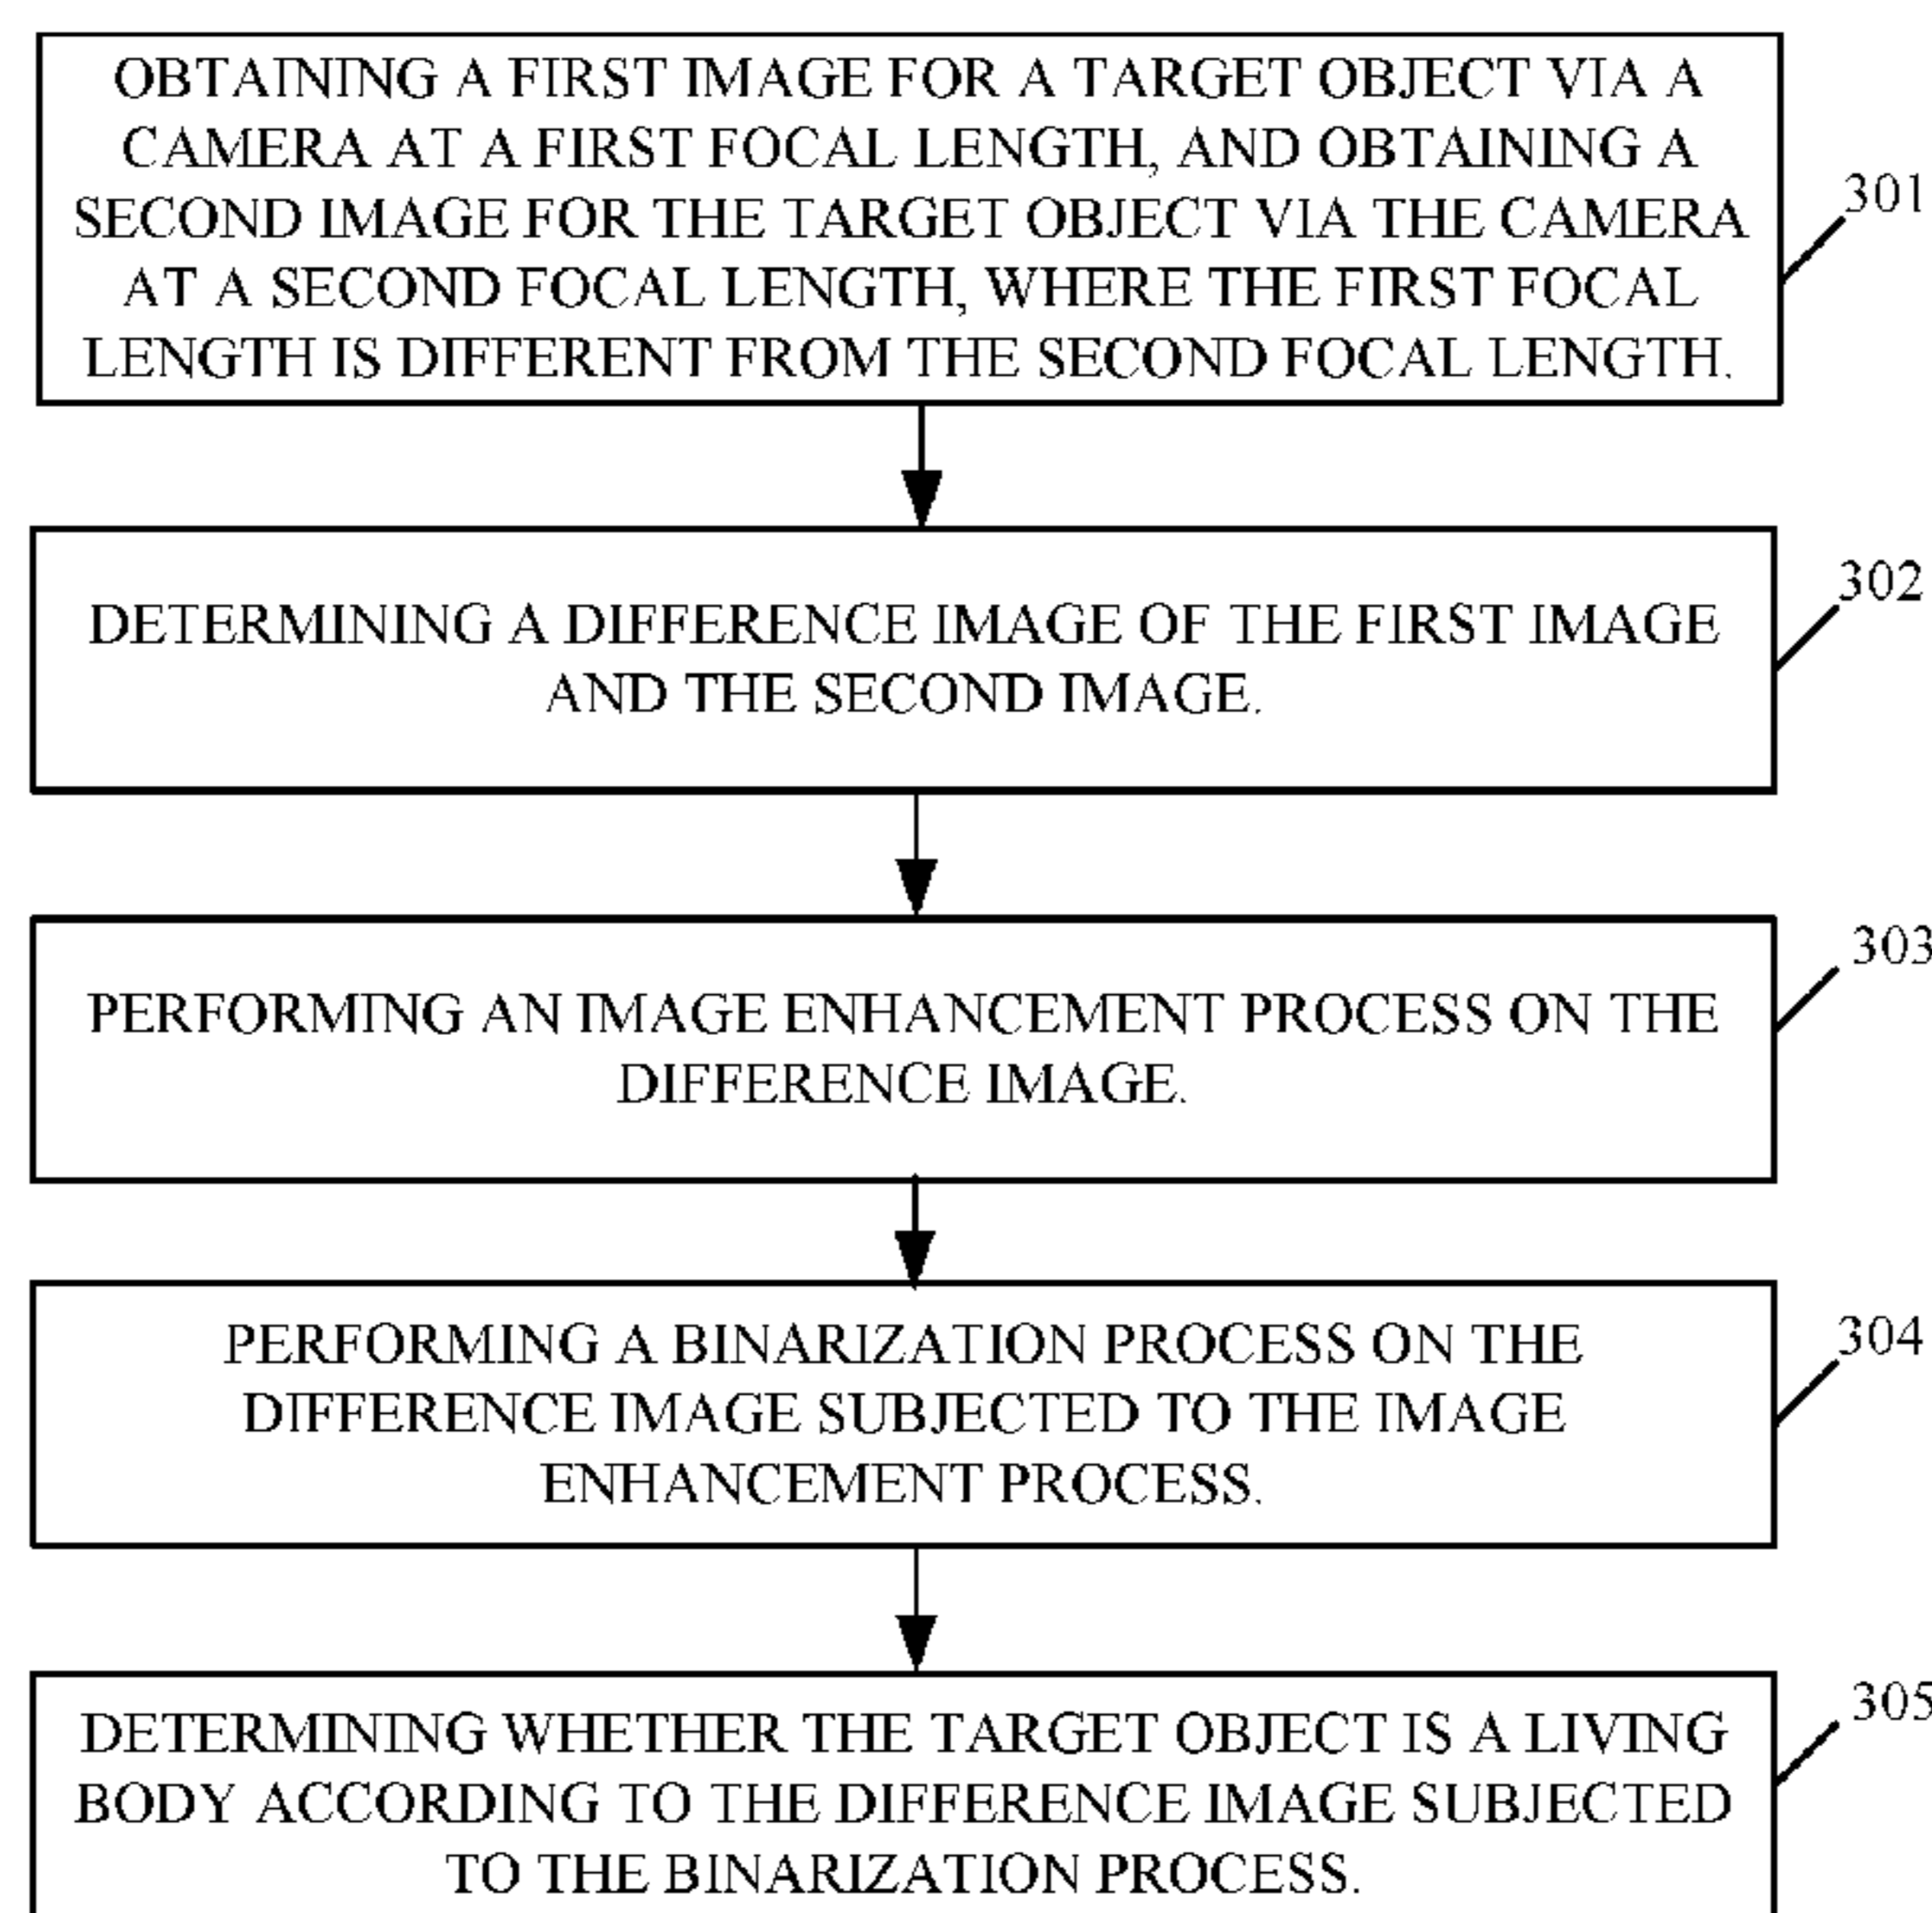 OBTAINING A FIRST IMAGE FOR A TARGET OBJECT VIA A
CAMERA AT A FIRST FOCAL LENGTH, AND OBTAINING A
SECOND IMAGE FOR THE TARGET OBJECT VIA THE CAMERA
AT A SECOND FOCAL LENGTH, WHERE THE FIRST FOCAL
LENGTH IS DIFFERENT FROM THE SECOND FOCAL LENGTH.
301
DETERMINING A DIFFERENCE IMAGE OF THE FIRST IMAGE
AND THE SECOND IMAGE.
302
PERFORMING AN IMAGE ENHANCEMENT PROCESS ON THE
DIFFERENCE IMAGE.
303
PERFORMING A BINARIZATION PROCESS ON THE
DIFFERENCE IMAGE SUBJECTED TO THE IMAGE
ENHANCEMENT PROCESS.
304
DETERMINING WHETHER THE TARGET OBJECT IS A LIVING
BODY ACCORDING TO THE DIFFERENCE IMAGE SUBJECTED
TO THE BINARIZATION PROCESS.
305